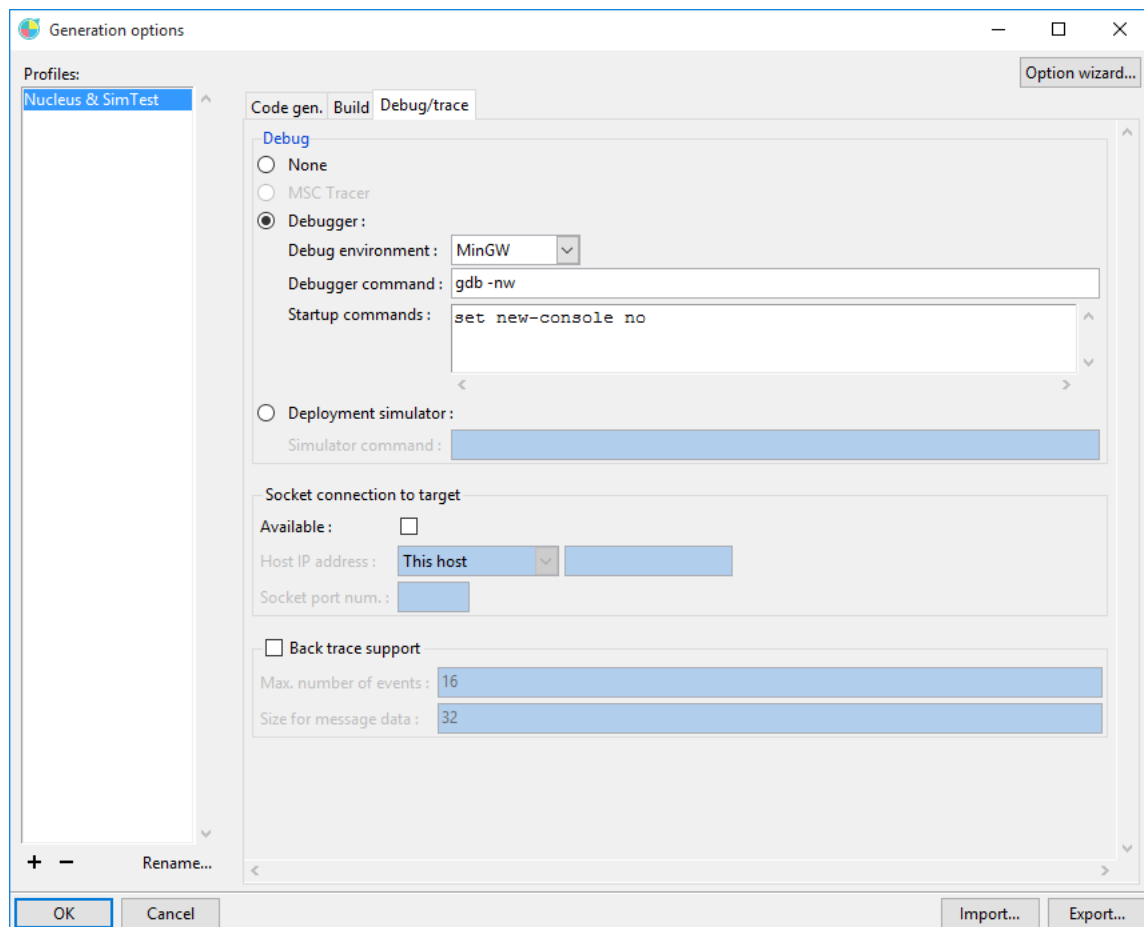 Generation options
Profiles:
Option wizard...
Nucleus & SimTest
Code gen. Build Debug/trace
Debug
None
MSC Tracer
Debugger :
Debug environment : MinGW
Debugger command : gdb -nw
Startup commands : set new-console no
Deployment simulator :
Simulator command :
Socket connection to target
Available :
Host IP address : This host
Socket port num. :
Back trace support
Max. number of events : 16
Size for message data : 32
+ − Rename...
OK Cancel Import... Export...